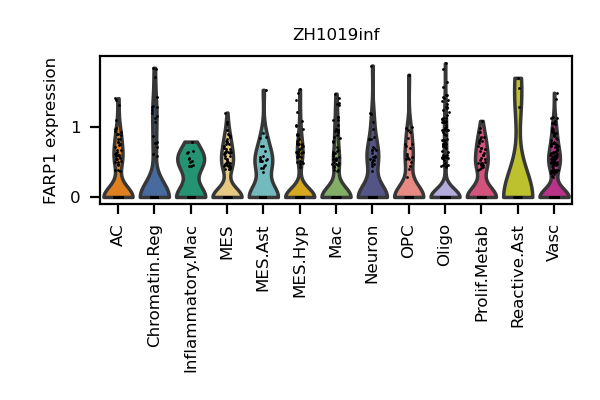 ZH1019inf
FARP1 expression
1
0
AC
Chromatin.Reg
Inflammatory.Mac
MES
MES.Ast
MES.Hyp
Mac
Neuron
OPC
Oligo
Prolif.Metab
Reactive.Ast
Vasc